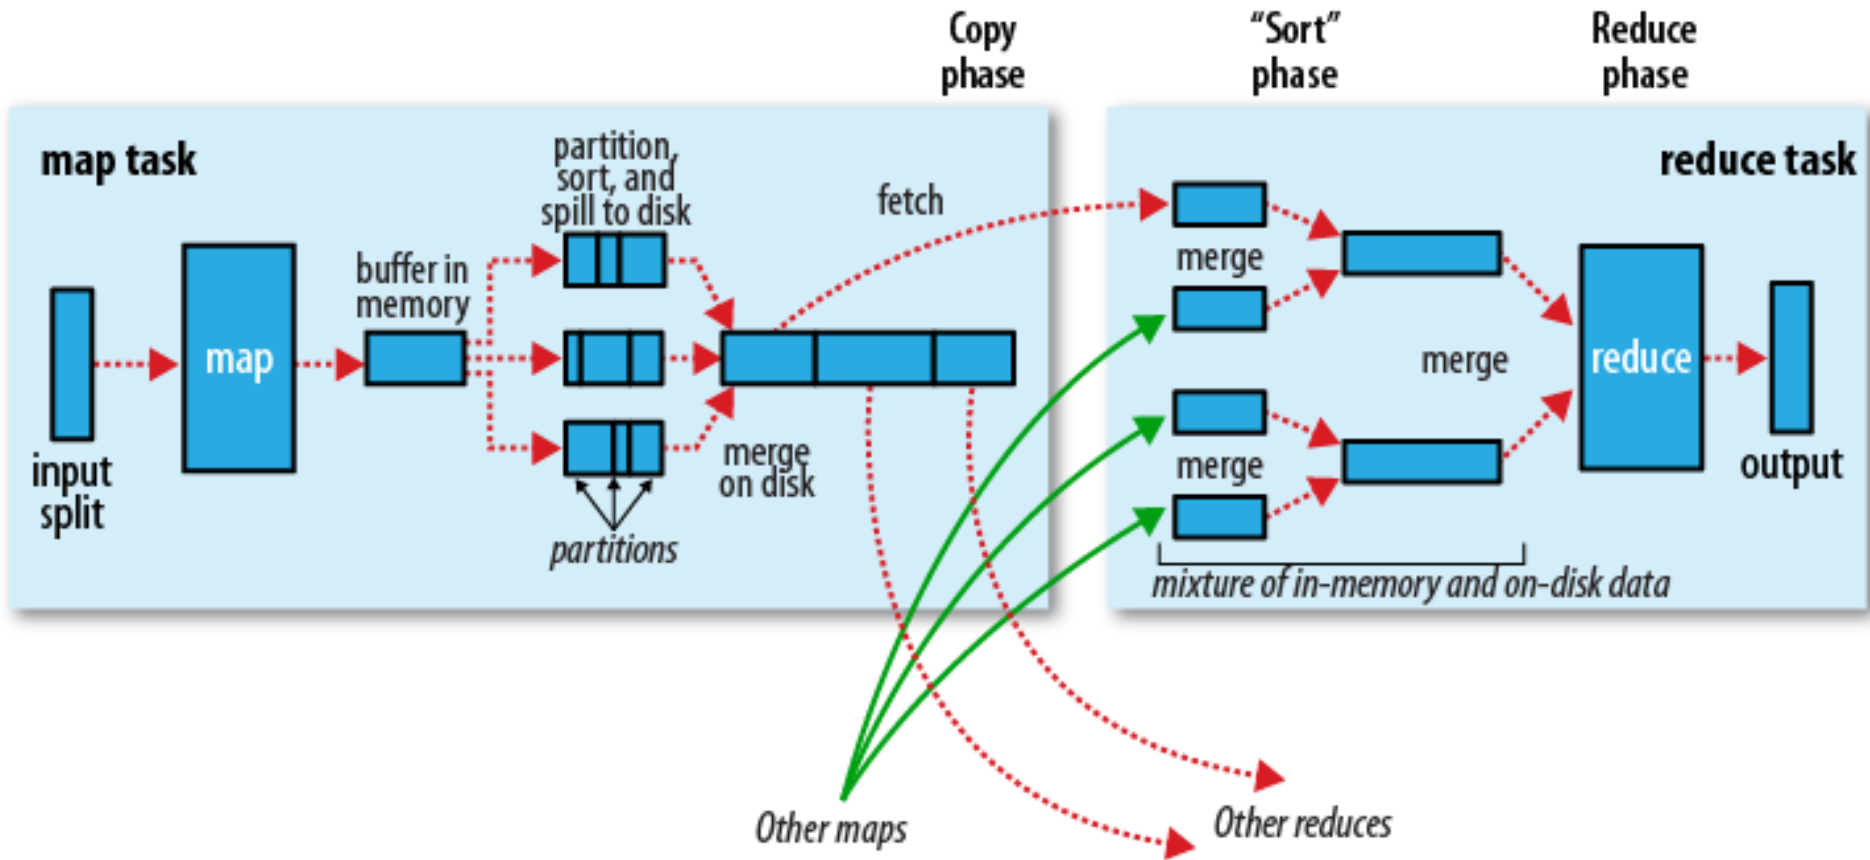 Copy
phase
“Sort”
phase
Reduce
phase
map task
partition,
sort, and
spill to disk
fetch
buffer in
memory
map
input
split
merge
on disk
partitions
reduce task
merge
merge
merge
reduce
output
mixture of in-memory and on-disk data
Other maps
Other reduces